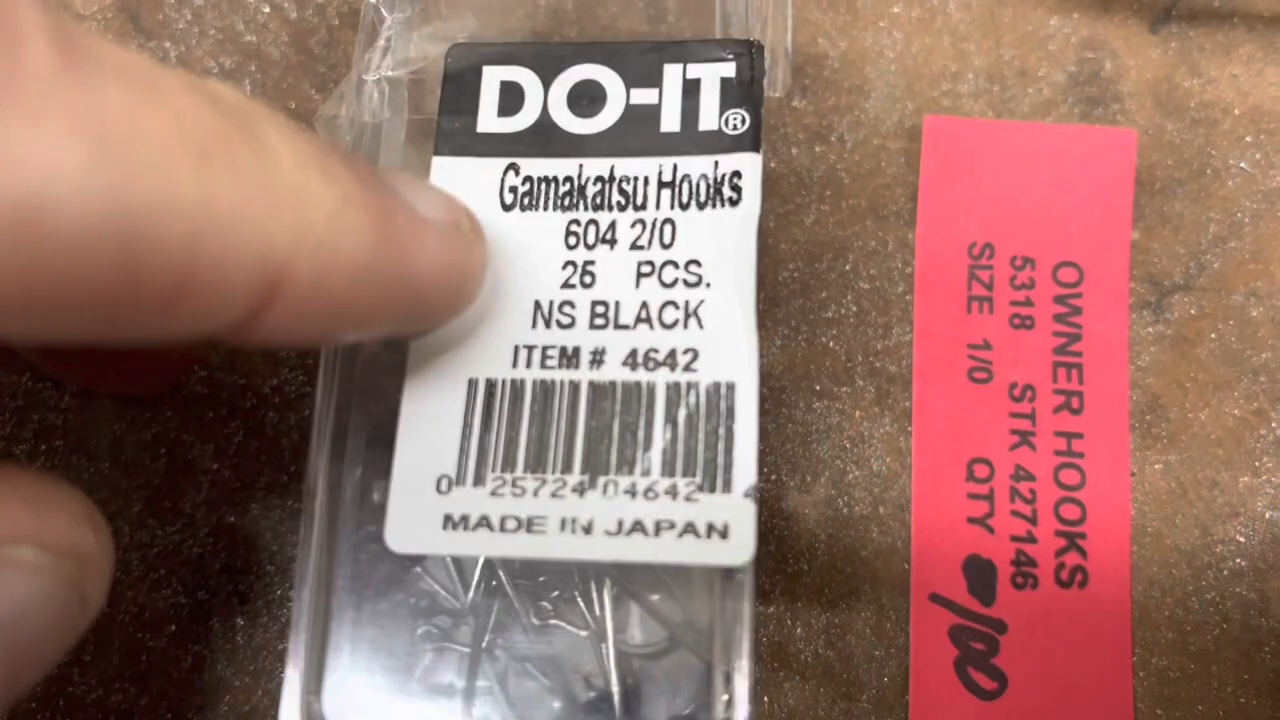 DO-IT®
Gamakatsu Hooks
604 2/0
25 PCS.
NS BLACK
ITEM # 4642
0 25724 04642 4
MADE IN JAPAN
OWNER HOOKS
5318 STK 427146
SIZE 1/0 QTY /100